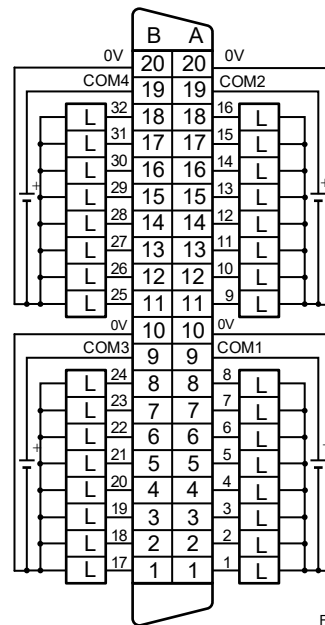 B A
0V 20 20 0V
COM4 19 19 COM2
L 32 18 18 16 L
L 31 17 17 15 L
L 30 16 16 14 L
L 29 15 15 13 L
L 28 14 14 12 L
L 27 13 13 11 L
L 26 12 12 10 L
L 25 11 11 9 L
0V 10 10 0V
COM3 9 9 COM1
L 24 8 8 8 L
L 23 7 7 7 L
L 22 6 6 6 L
L 21 5 5 5 L
L 20 4 4 4 L
L 19 3 3 3 L
L 18 2 2 2 L
L 17 1 1 1 L